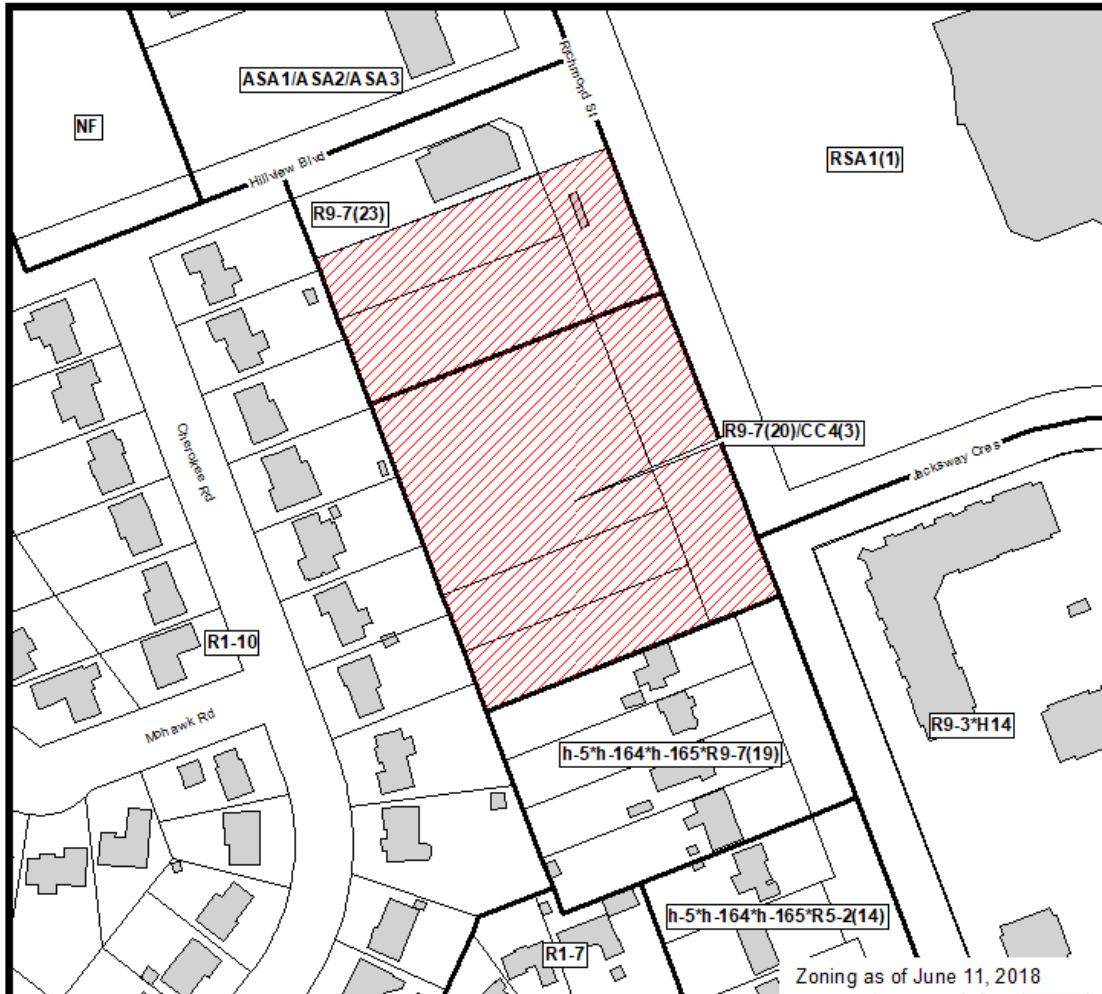 Richmond St
ASA1/ASA2/ASA3
NF
Hillview Blvd
RSA1(1)
R9-7(23)
R9-7(20)/CC4(3)
Jacksway Cres
Cherokee Rd
R1-10
Mohawk Rd
R9-3*H14
h-5*h-164*h-165*R9-7(19)
h-5*h-164*h-165*R5-2(14)
R1-7
Zoning as of June 11, 2018